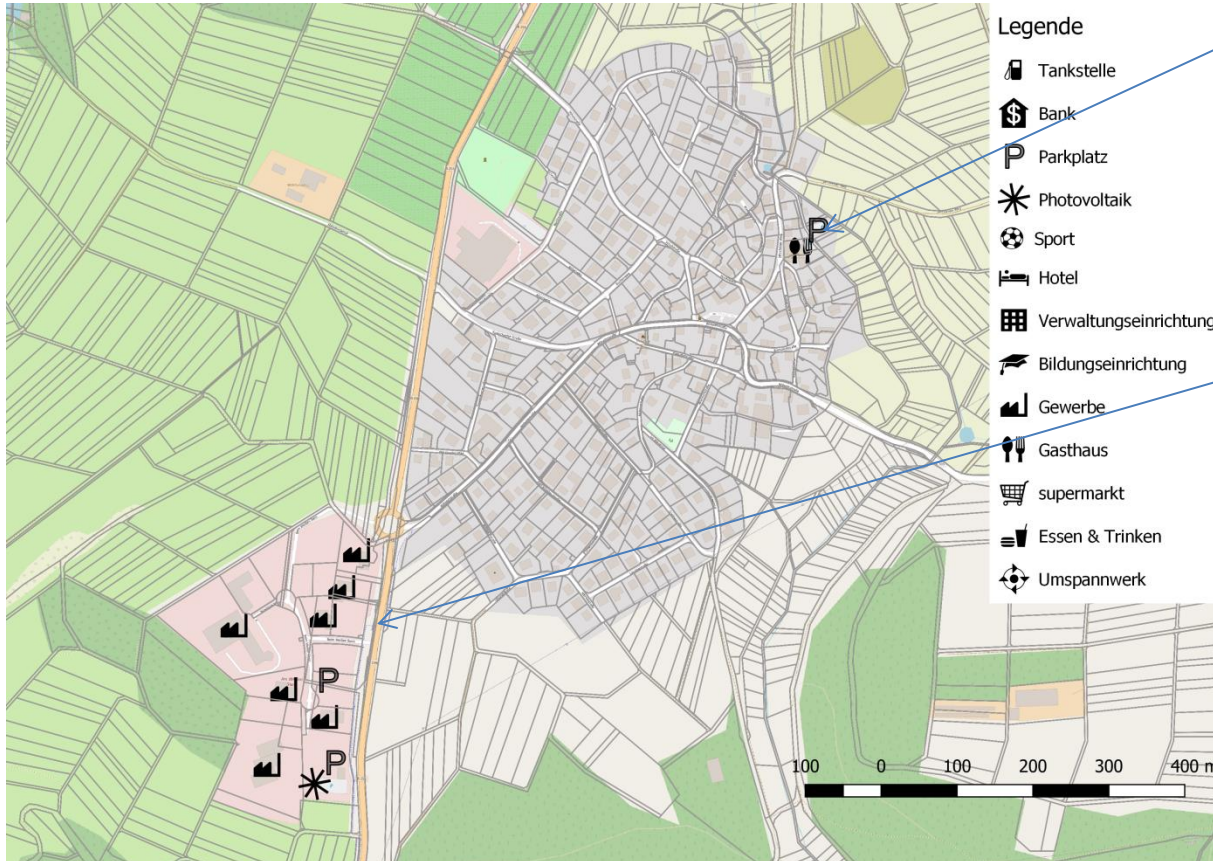 Legende
Tankstelle
Bank
P Parkplatz
Photovoltaik
Sport
Hotel
Verwaltungseinrichtung
Bildungseinrichtung
Gewerbe
Gasthaus
supermarkt
Essen & Trinken
Umspannwerk
P
P
P
100 0 100 200 300 400 m